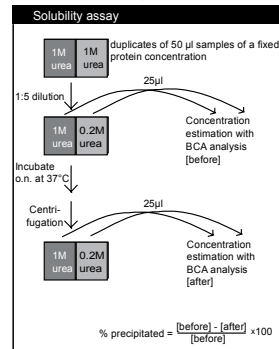 Solubility assay
1M urea
1M urea
duplicates of 50 µl samples of a fixed
protein concentration
1:5 dilution
25µl
1M urea
0.2M urea
Concentration
estimation with
BCA analysis
[before]
Incubate
o.n. at 37°C
Centri-
fugation
25µl
1M urea
0.2M urea
Concentration
estimation with
BCA analysis
[after]
% precipitated = [before] - [after] / [before] x100